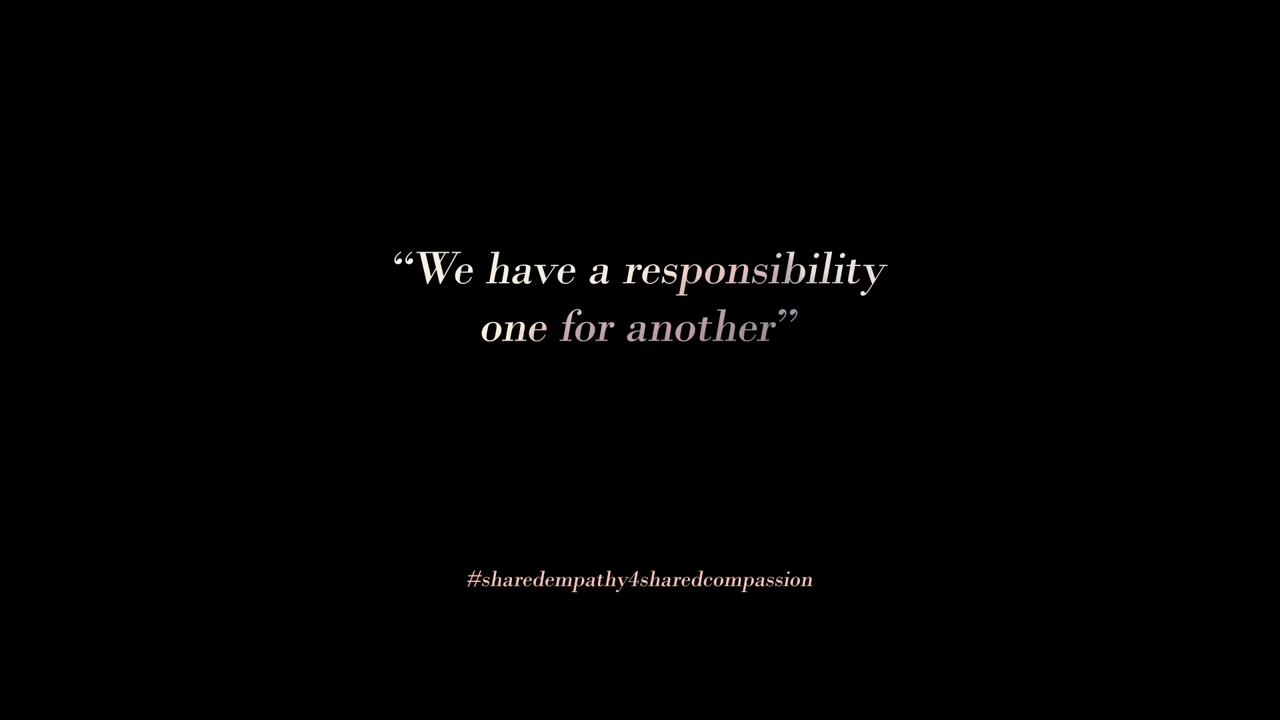 “We have a responsibility
one for another”
#sharedempathy4sharedcompassion